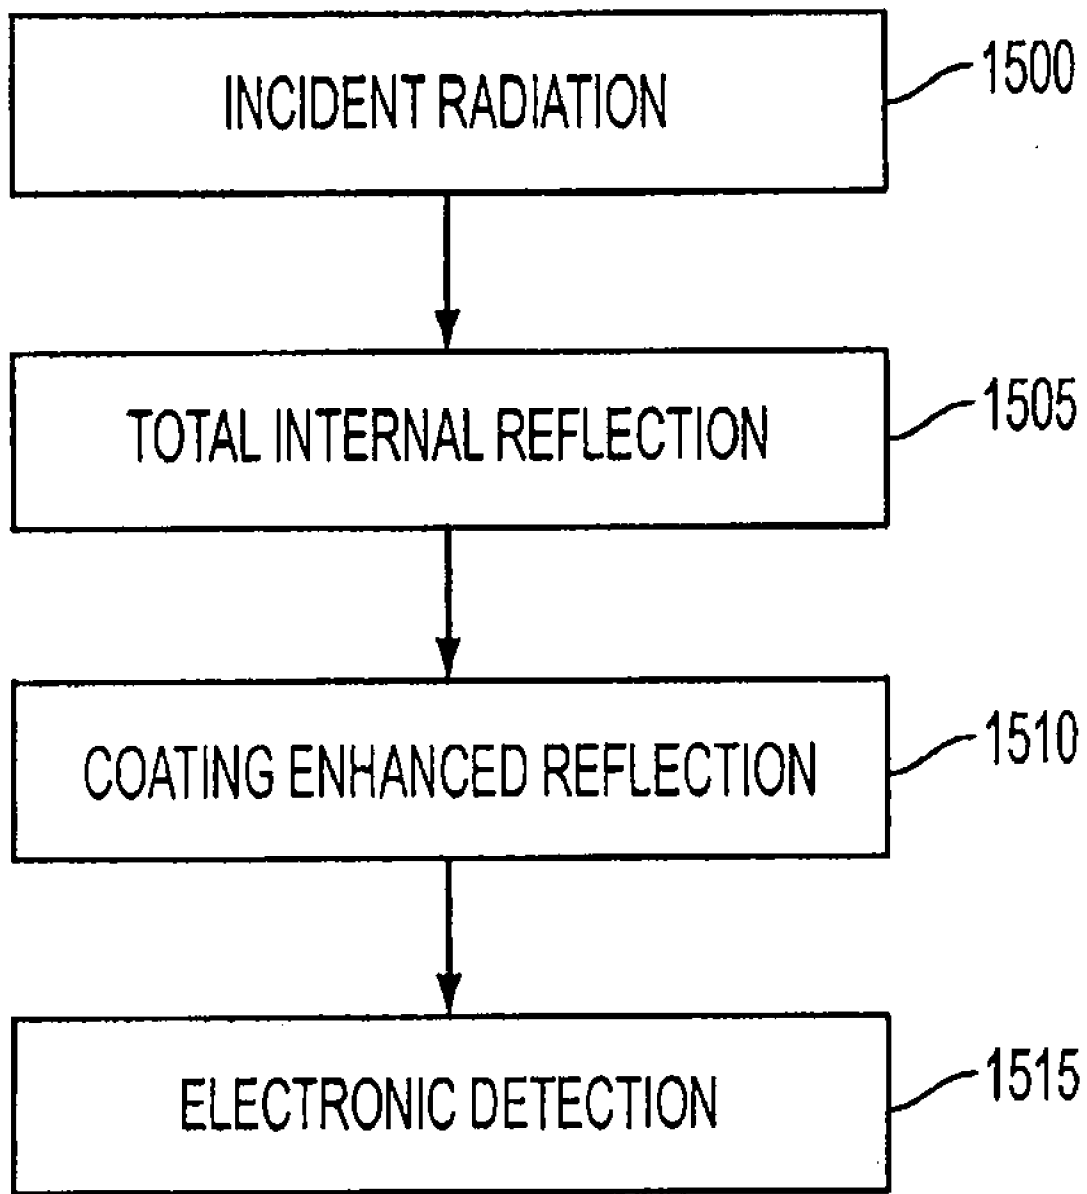 INCIDENT RADIATION
1500
TOTAL INTERNAL REFLECTION
1505
COATING ENHANCED REFLECTION
1510
ELECTRONIC DETECTION
1515